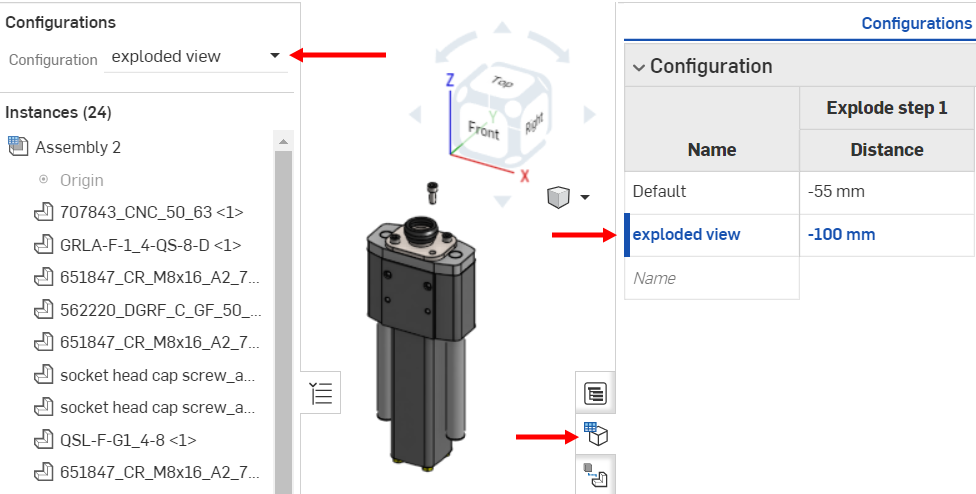 Configurations
Configuration exploded view
Instances (24)
Assembly 2
Origin
707843_CNC_50_63 <1>
GRLA-F-1_4-QS-8-D <1>
651847_CR_M8x16_A2_7...
562220_DGRF_C_GF_50_...
651847_CR_M8x16_A2_7...
socket head cap screw_a...
socket head cap screw_a...
QSL-F-G1_4-8 <1>
651847_CR_M8x16_A2_7...
Z
Top
Y
Front
Right
X
Configurations
Configuration
Explode step 1
Name Distance
Default -55 mm
exploded view -100 mm
Name